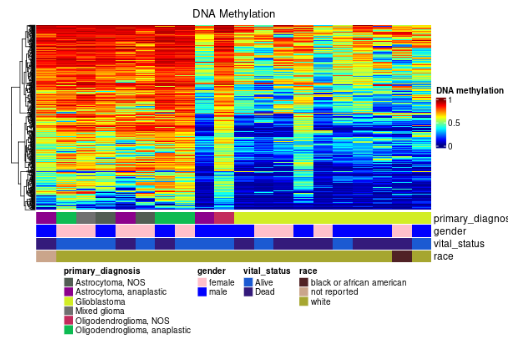 DNA Methylation
DNA methylation
1
0.5
0
primary_diagnos
gender
vital_status
race
primary_diagnosis gender vital_status race
Astrocytoma, NOS female Alive black or african american
Astrocytoma, anaplastic male Dead not reported
Glioblastoma white
Mixed glioma
Oligodendroglioma, NOS
Oligodendroglioma, anaplastic